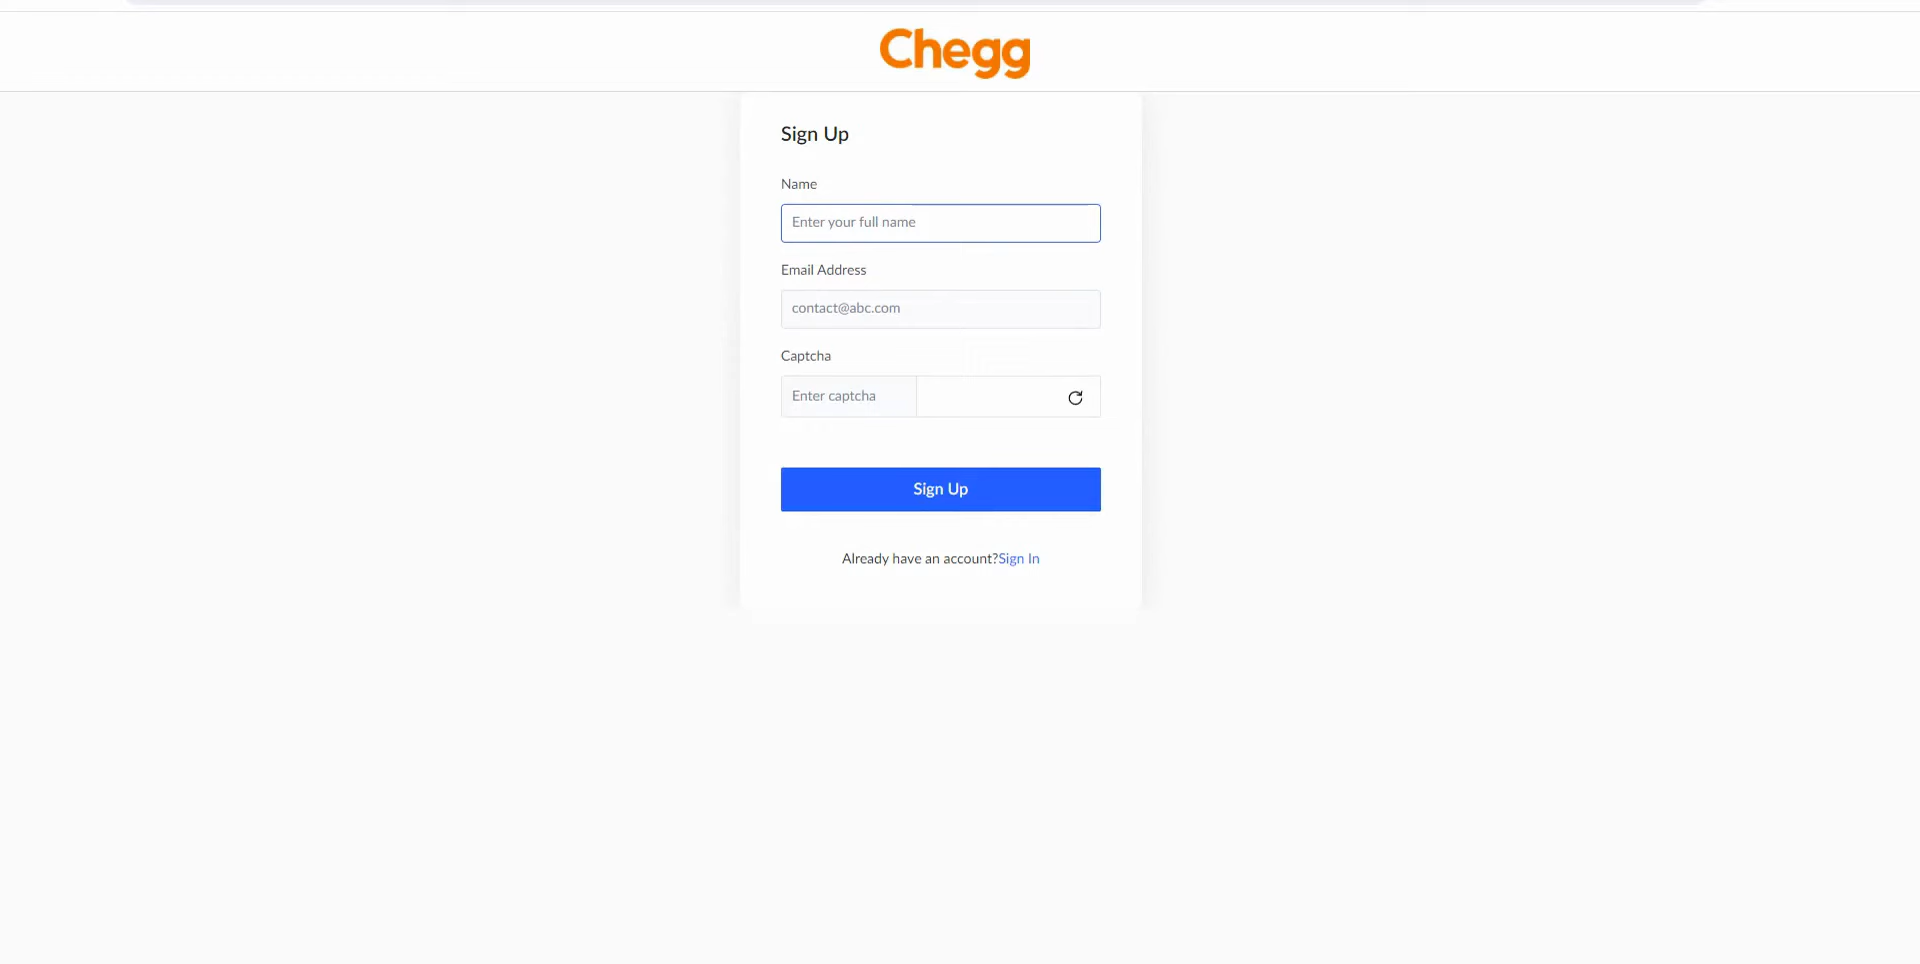 Chegg
Sign Up
Name
Enter your full name
Email Address
contact@abc.com
Captcha
Enter captcha
Sign Up
Already have an account?Sign In